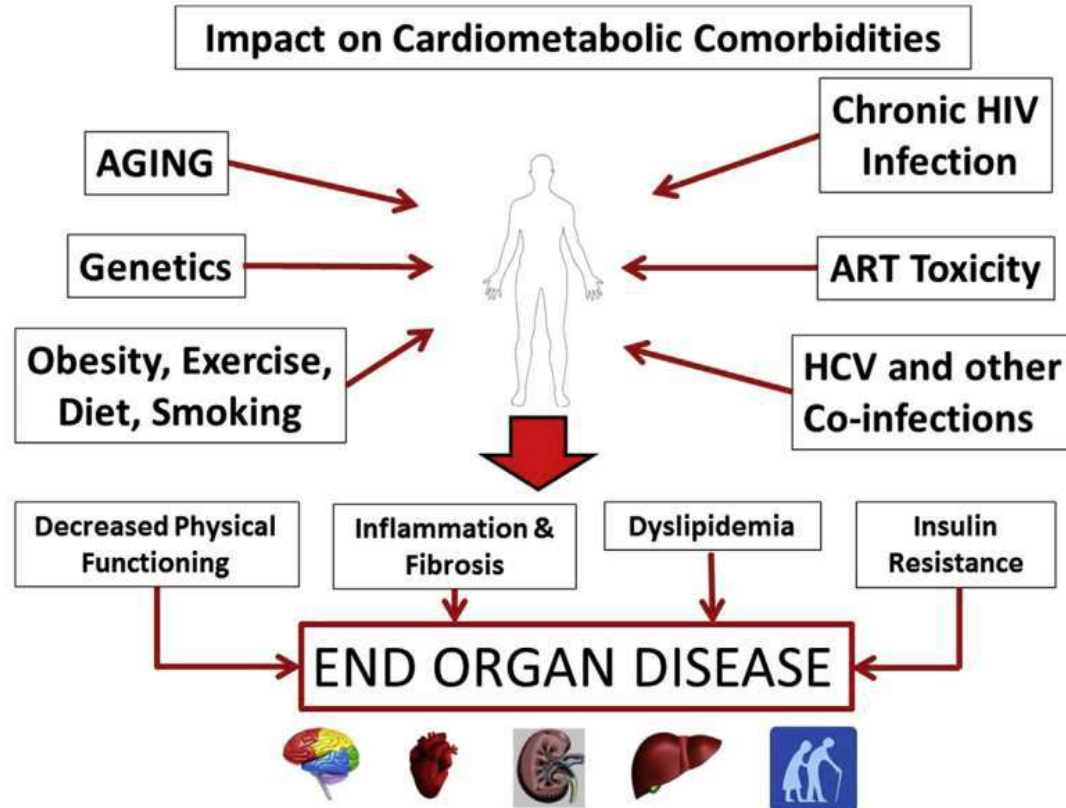 Impact on Cardiometabolic Comorbidities
AGING
Genetics
Obesity, Exercise,
Diet, Smoking
Chronic HIV
Infection
ART Toxicity
HCV and other
Co-infections
Decreased Physical
Functioning
Inflammation &
Fibrosis
Dyslipidemia
Insulin
Resistance
END ORGAN DISEASE